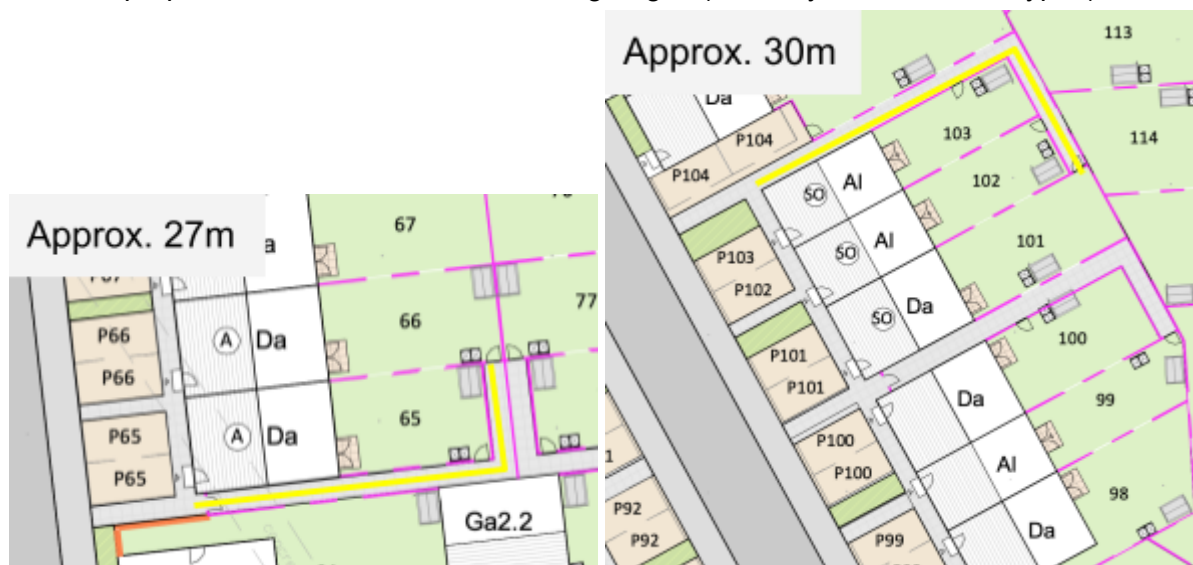 Approx. 27m
67
a
66
77
P66
A
Da
P66
65
P65
A
Da
P65
Ga2.2
Approx. 30m
113
Da
P104
103
114
P104
102
SO
Al
101
P103
SO
Al
P102
SO
Da
100
P101
P101
Da
99
P100
P100
Al
98
P92
P92
P99
Da